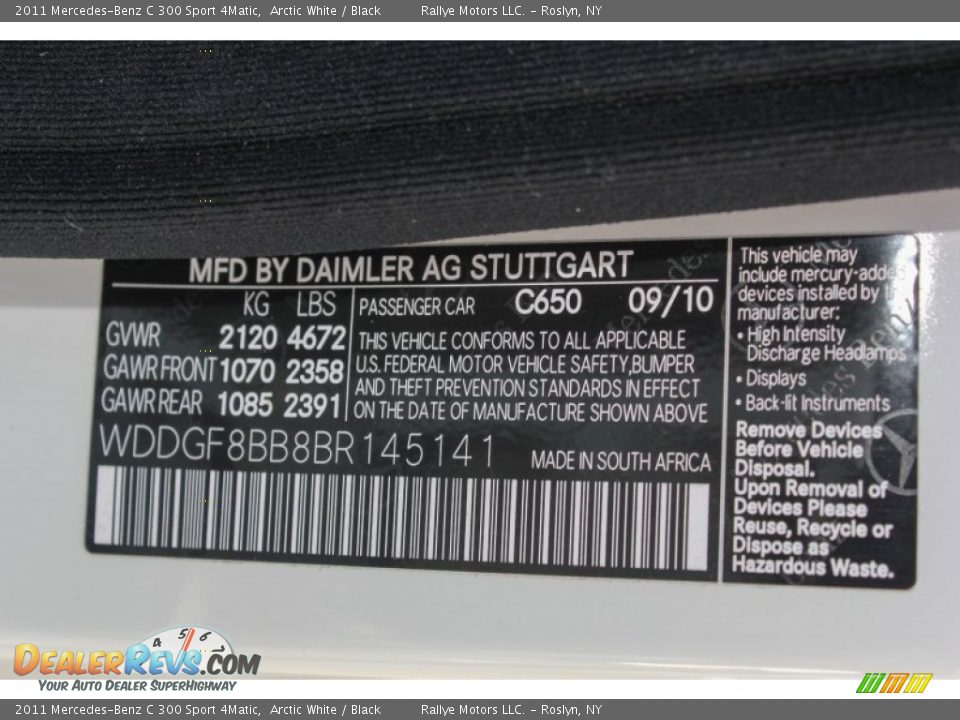 2011 Mercedes-Benz C 300 Sport 4Matic, Arctic White / Black Rallye Motors LLC. - Roslyn, NY
MFD BY DAIMLER AG STUTTGART
KG LBS
GVWR 2120 4672
GAWR FRONT 1070 2358
GAWR REAR 1085 2391
PASSENGER CAR C650 09/10
THIS VEHICLE CONFORMS TO ALL APPLICABLE
U.S. FEDERAL MOTOR VEHICLE SAFETY,BUMPER
AND THEFT PREVENTION STANDARDS IN EFFECT
ON THE DATE OF MANUFACTURE SHOWN ABOVE
WDDGF8BB8BR145141
MADE IN SOUTH AFRICA
This vehicle may
include mercury-added
devices installed by
manufacturer:
• High Intensity
Discharge Headlamps
• Displays
• Back-lit Instruments
Remove Devices
Before Vehicle
Disposal.
Upon Removal of
Devices Please
Reuse, Recycle or
Dispose as
Hazardous Waste.
4 5 6
DealerRevs.com
Your Auto Dealer SuperHighway
2011 Mercedes-Benz C 300 Sport 4Matic, Arctic White / Black Rallye Motors LLC. - Roslyn, NY